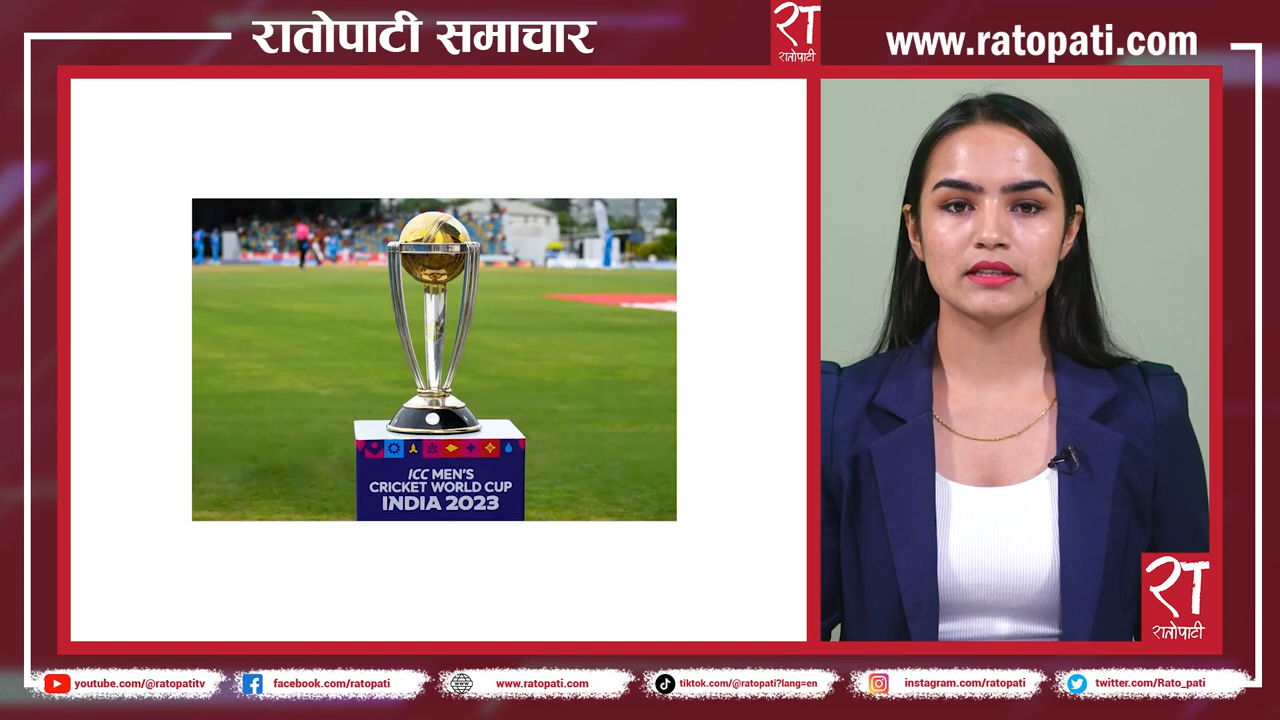 रातोपाटी समाचार
रा
रातोपाटी
www.ratopati.com
ICC MEN'S
CRICKET WORLD CUP
INDIA 2023
रा
रातोपाटी
youtube.com/@ratopatitv
facebook.com/ratopati
www.ratopati.com
tiktok.com/@ratopati?lang=en
instagram.com/ratopati
twitter.com/Rato_pati